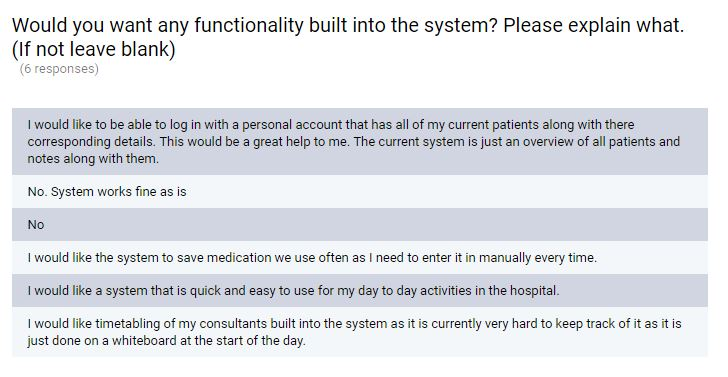 Would you want any functionality built into the system? Please explain what.
(If not leave blank)
(6 responses)
I would like to be able to log in with a personal account that has all of my current patients along with there
corresponding details. This would be a great help to me. The current system is just an overview of all patients and
notes along with them.
No. System works fine as is
No
I would like the system to save medication we use often as I need to enter it in manually every time.
I would like a system that is quick and easy to use for my day to day activities in the hospital.
I would like timetabling of my consultants built into the system as it is currently very hard to keep track of it as it is
just done on a whiteboard at the start of the day.